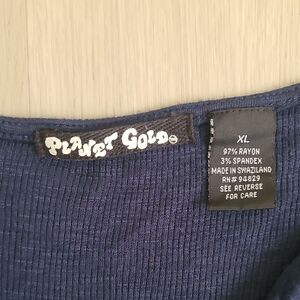 PLANET GOLD
XL
97% RAYON
3% SPANDEX
MADE IN SWAZILAND
RN# 94829
SEE REVERSE
FOR CARE